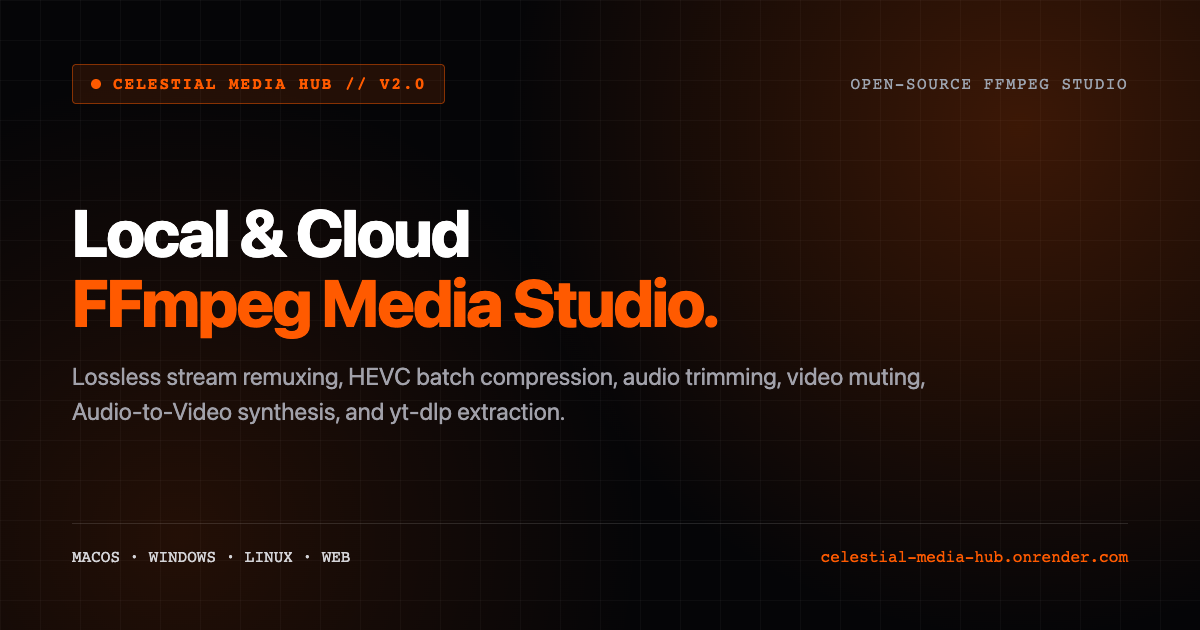 CELESTIAL MEDIA HUB // V2.0
OPEN-SOURCE FFMPEG STUDIO
Local & Cloud
FFmpeg Media Studio.
Lossless stream remuxing, HEVC batch compression, audio trimming, video muting,
Audio-to-Video synthesis, and yt-dlp extraction.
MACOS · WINDOWS · LINUX · WEB
celestial-media-hub.onrender.com